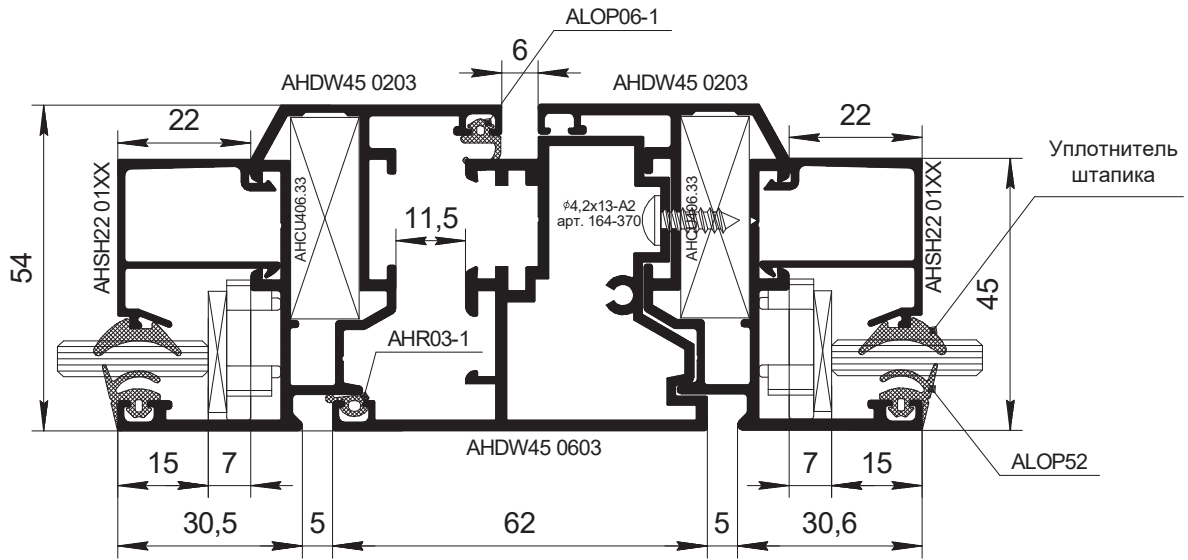 ALOP06-1
6
AHDW45 0203
AHDW45 0203
22
22
Уплотнитель
штапика
AHSH22 01XX
AHCU406.33
11,5
ø4,2x13-A2
арт. 164-370
AHCU406.33
AHSH22 01XX
54
45
AHR03-1
AHDW45 0603
ALOP52
15
7
7
15
30,5
5
62
5
30,6